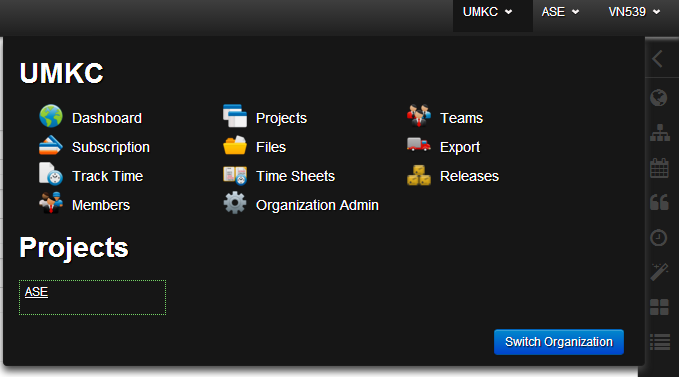 UMKC ASE VN539
UMKC
Dashboard Projects Teams
Subscription Files Export
Track Time Time Sheets Releases
Members Organization Admin
Projects
ASE
Switch Organization